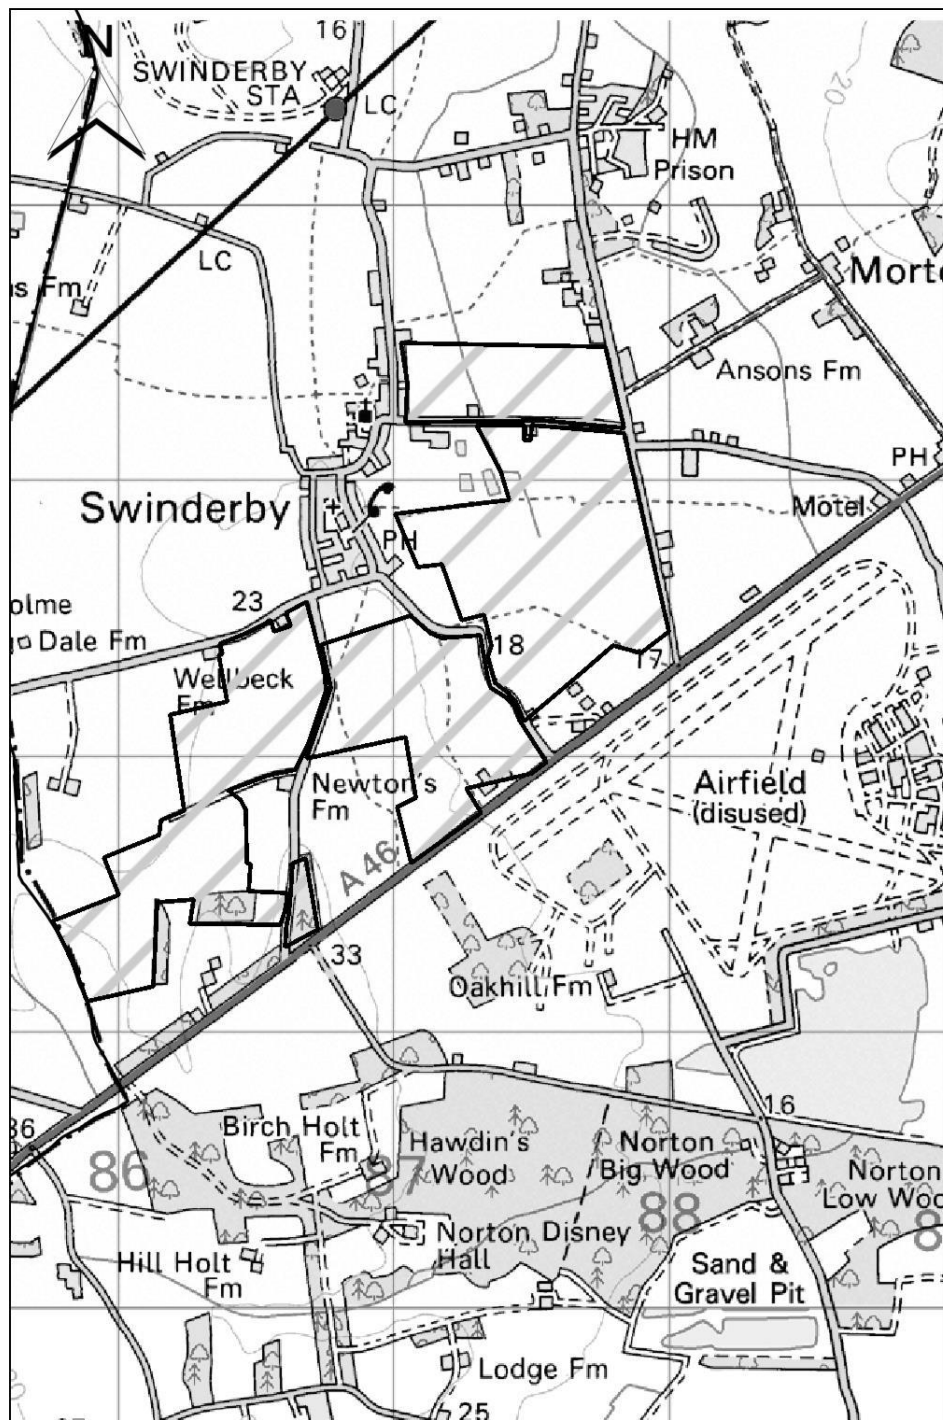 N
16
SWINDERBY
STA
LC
HM
Prison
20
LC
s Fm
Morto
Ansons Fm
PH
Swinderby
Motel
PH
olme
23
Dale Fm
18
17
Wellbeck
Fm
Newton's
Fm
Airfield
(disused)
A 46
33
Oakhill Fm
16
36
Birch Holt
Fm
Hawdin's
Wood
Norton
Big Wood
86
87
88
8
Norton
Low Woo
Norton Disney
Hall
Hill Holt
Fm
Sand &
Gravel Pit
Lodge Fm
25